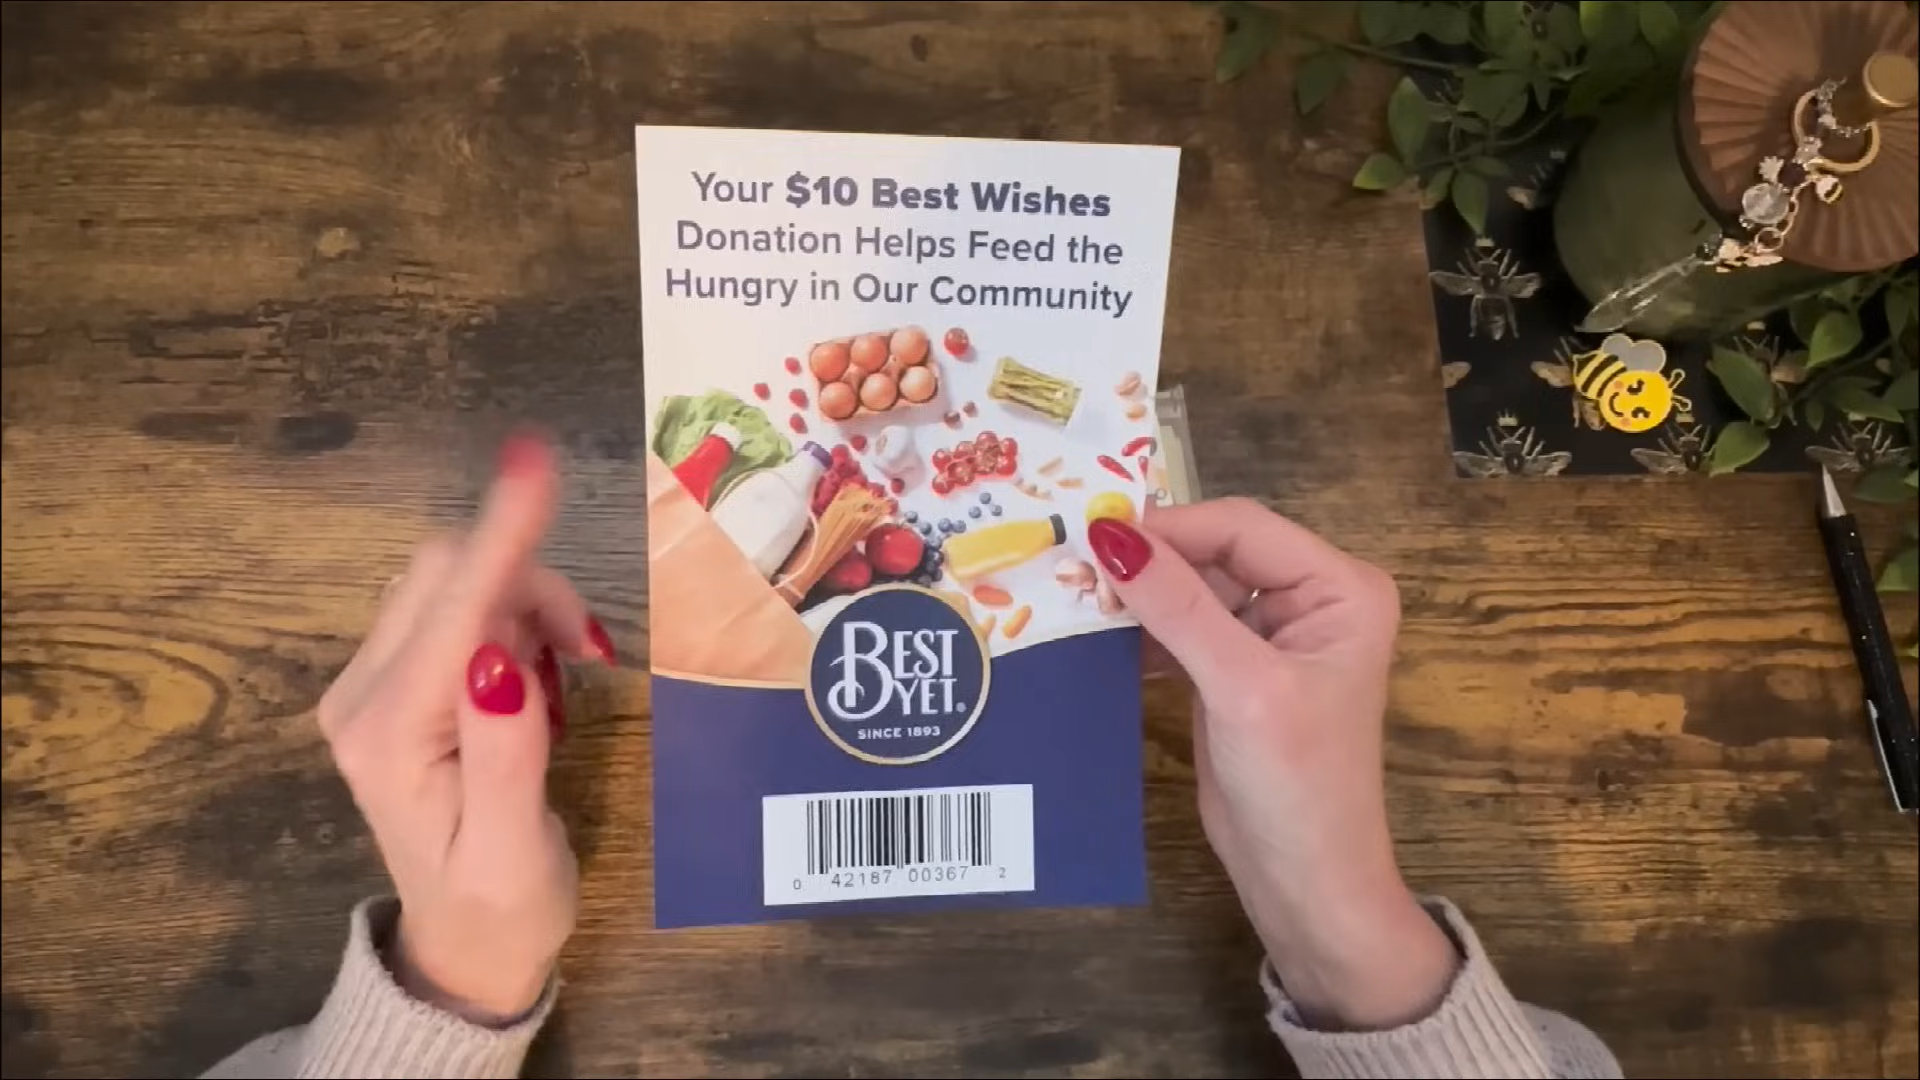 Your $10 Best Wishes
Donation Helps Feed the
Hungry in Our Community
BEST
YET®
SINCE 1893
0 42187 00367 2